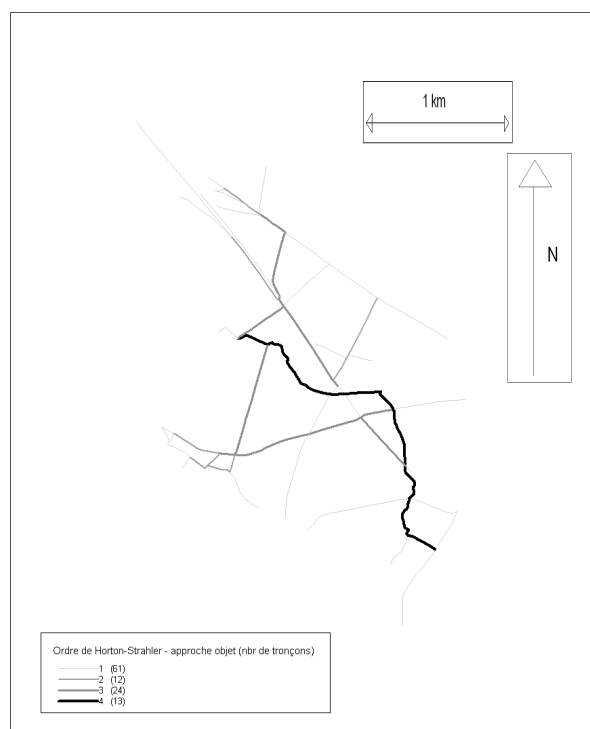 1 km
N
Ordre de Horton-Strahler - approche objet (nbr de tronçons)
1 (61)
2 (12)
3 (24)
4 (13)